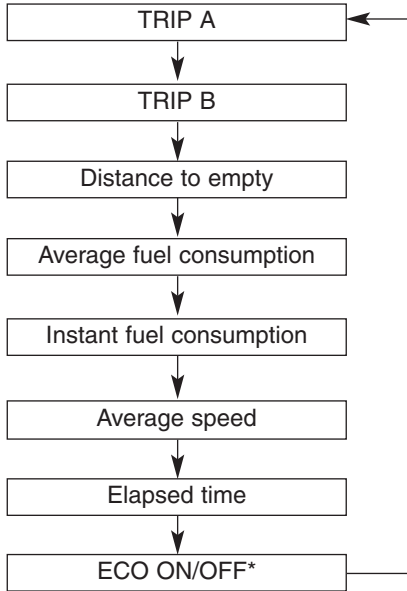 TRIP A
TRIP B
Distance to empty
Average fuel consumption
Instant fuel consumption
Average speed
Elapsed time
ECO ON/OFF*